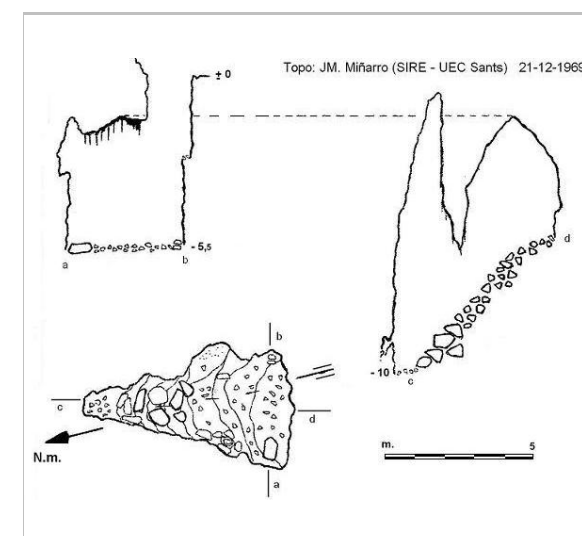 Topo: JM. Miñarro (SIRE - UEC Sants) 21-12-1969
± 0
- 5,5
a
b
d
- 10
c
b
c
d
N.m.
a
m. 5